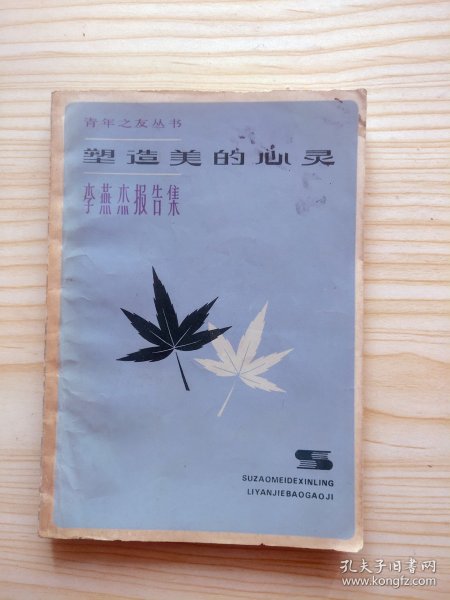 青年之友丛书
塑造美的心灵
李燕杰报告集
SUZAOMEIDEXINLING
LIYANJIEBAOGAOJI
孔夫子旧书网
www.kongfz.com